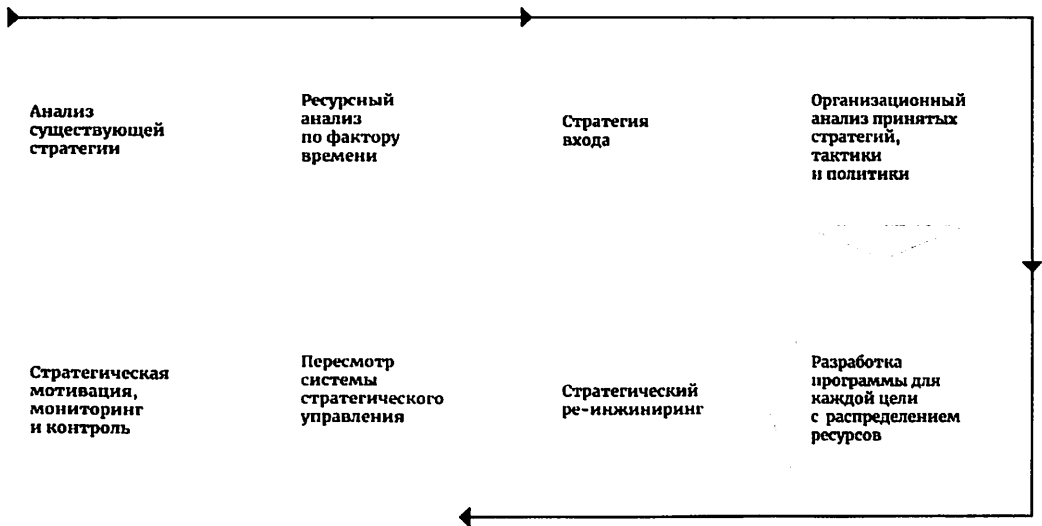 Анализ
существующей
стратегии
Ресурсный
анализ
по фактору
времени
Стратегия
входа
Организационный
анализ принятых
стратегий,
тактики
и политики
Стратегическая
мотивация,
мониторинг
и контроль
Пересмотр
системы
стратегического
управления
Стратегический
ре-инжиниринг
Разработка
программы для
каждой цели
с распределением
ресурсов